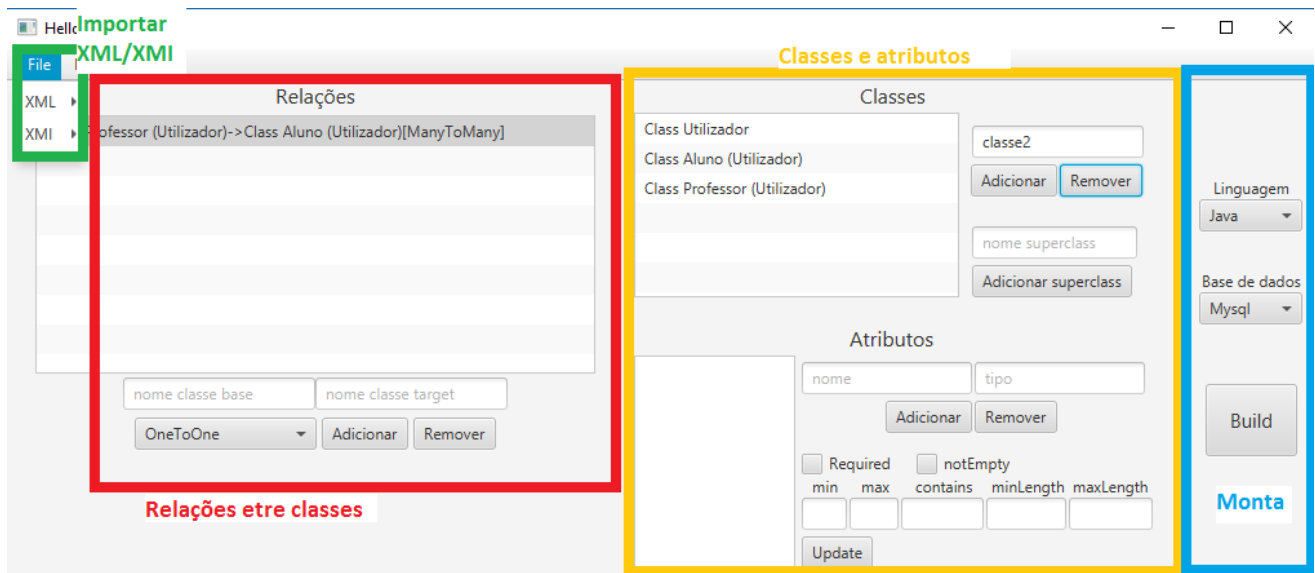 Hell
Importar
XML/XMI
File
XML
XMI
Relações
ofessor (Utilizador)->Class Aluno (Utilizador)[ManyToMany]
nome classe base
nome classe target
OneToOne
Adicionar
Remover
Relações etre classes
Classes e atributos
Classes
Class Utilizador
Class Aluno (Utilizador)
Class Professor (Utilizador)
classe2
Adicionar
Remover
nome superclass
Adicionar superclass
Atributos
nome
tipo
Adicionar
Remover
Required
notEmpty
min max contains minLength maxLength
Update
Linguagem
Java
Base de dados
Mysql
Build
Monta